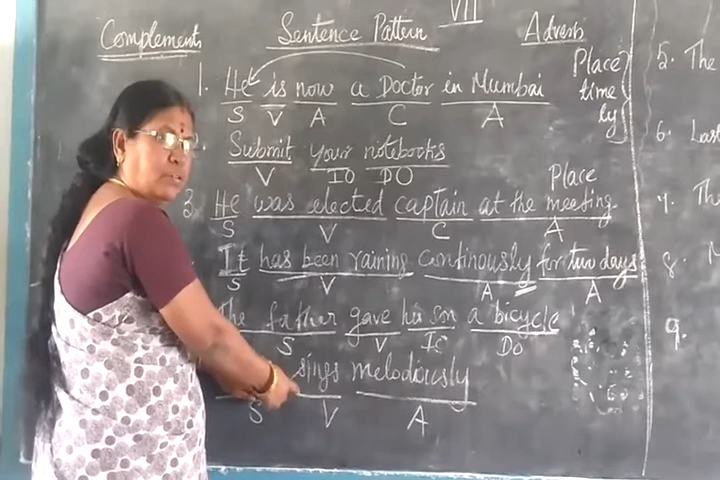 VII
Complement Sentence Pattern Adverb
1. He is now a Doctor in Mumbai
Place
time
ly
S V A C A
Submit your notebooks
V IO DO
Place
3. He was elected captain at the meeting
S V C A
It has been raining continously for two days
S V A A
The father gave his son a bicycle
S V IO DO
sings melodiously
S V A
5. The
6. Last
7. Th
8.
9.